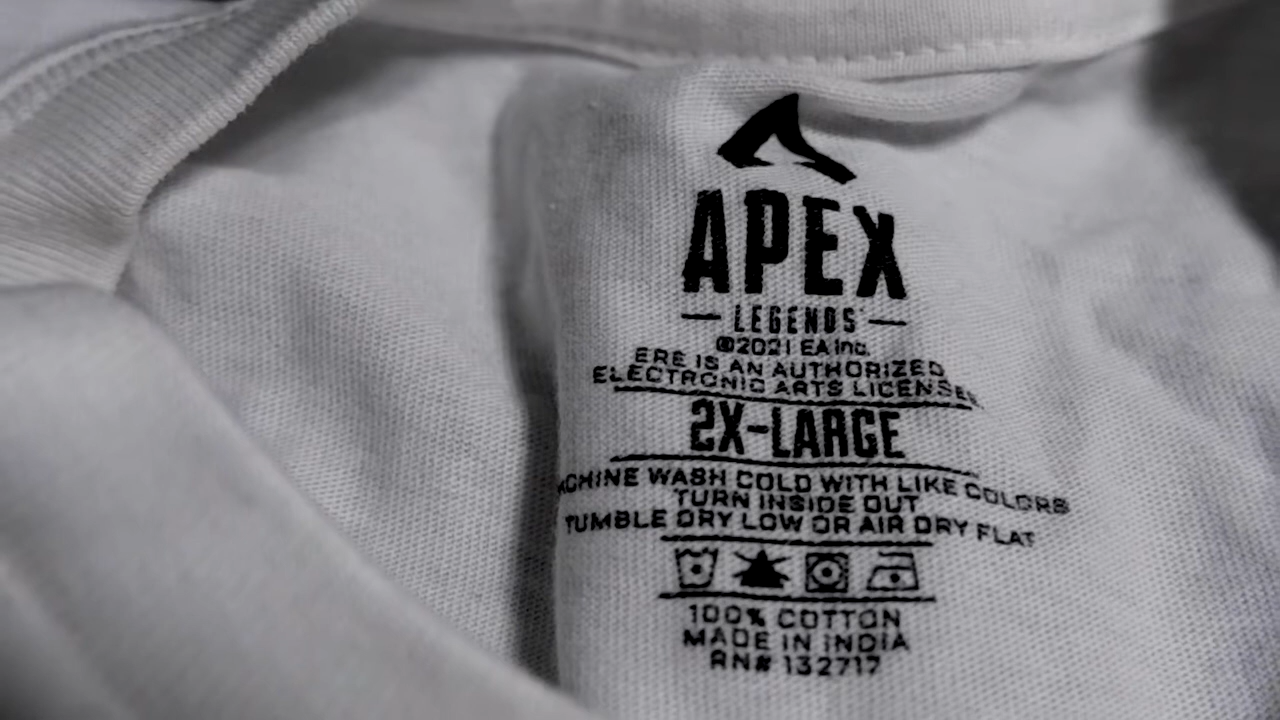 APEX
LEGENDS
©2021 EA Inc.
ERE IS AN AUTHORIZED
ELECTRONIC ARTS LICENSEE
2X-LARGE
ACHINE WASH COLD WITH LIKE COLORS
TURN INSIDE OUT
TUMBLE DRY LOW OR AIR DRY FLAT
100% COTTON
MADE IN INDIA
RN# 132717